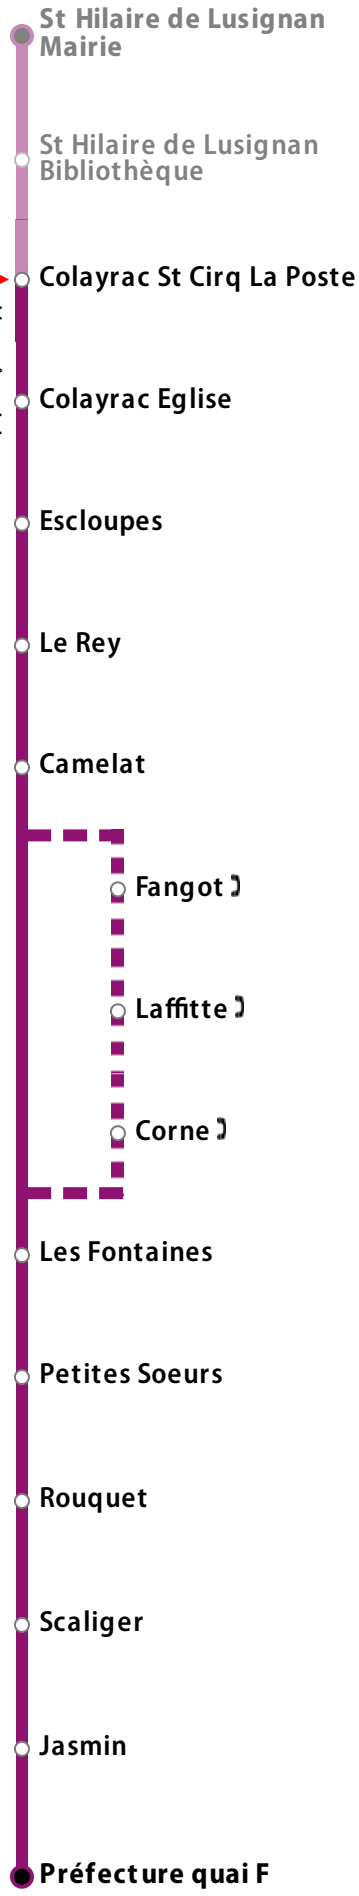 St Hilaire de Lusignan
Mairie
St Hilaire de Lusignan
Bibliothèque
Colayrac St Cirq La Poste
Colayrac Eglise
Escloupes
Le Rey
Camelat
Fangot
Laffitte
Corne
Les Fontaines
Petites Soeurs
Rouquet
Scaliger
Jasmin
Préfecture quai F